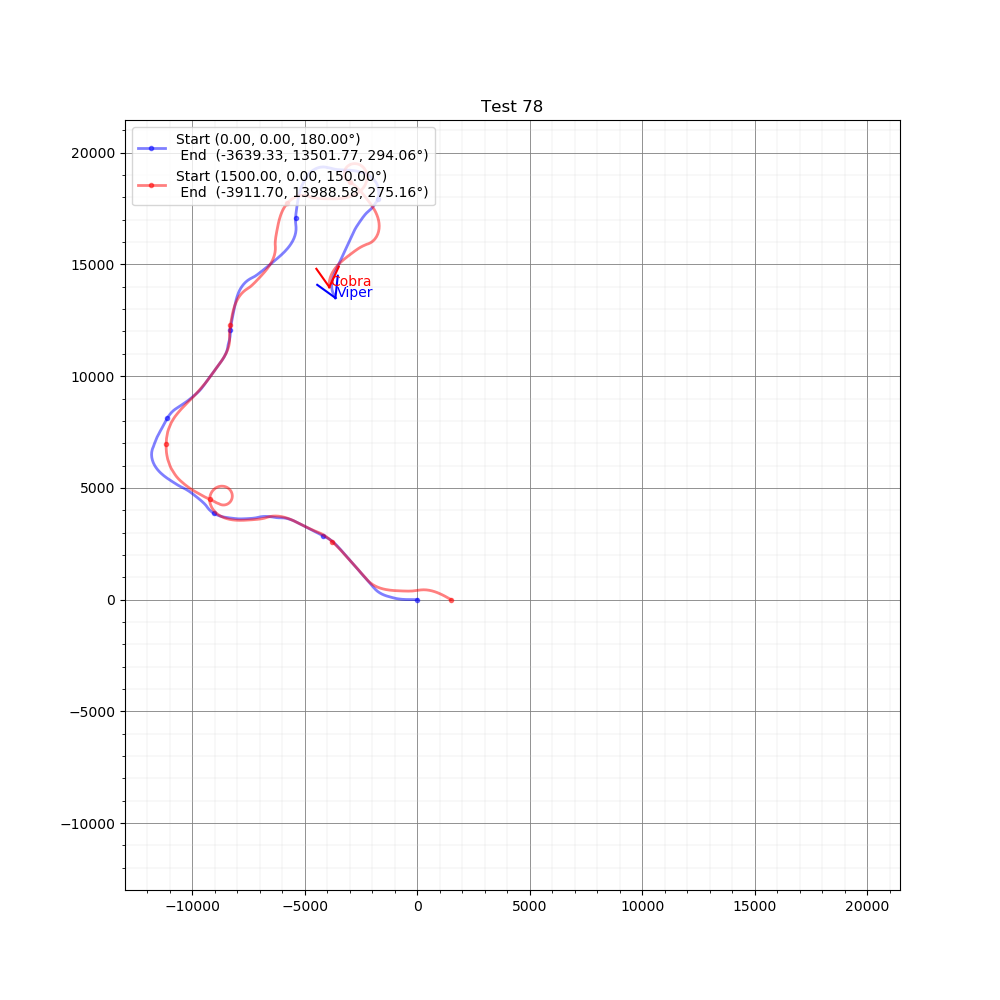 Test 78
Start (0.00, 0.00, 180.00°)
End (-3639.33, 13501.77, 294.06°)
Start (1500.00, 0.00, 150.00°)
End (-3911.70, 13988.58, 275.16°)
20000
15000
10000
5000
0
−5000
−10000
Cobra
Viper
−10000 −5000 0 5000 10000 15000 20000